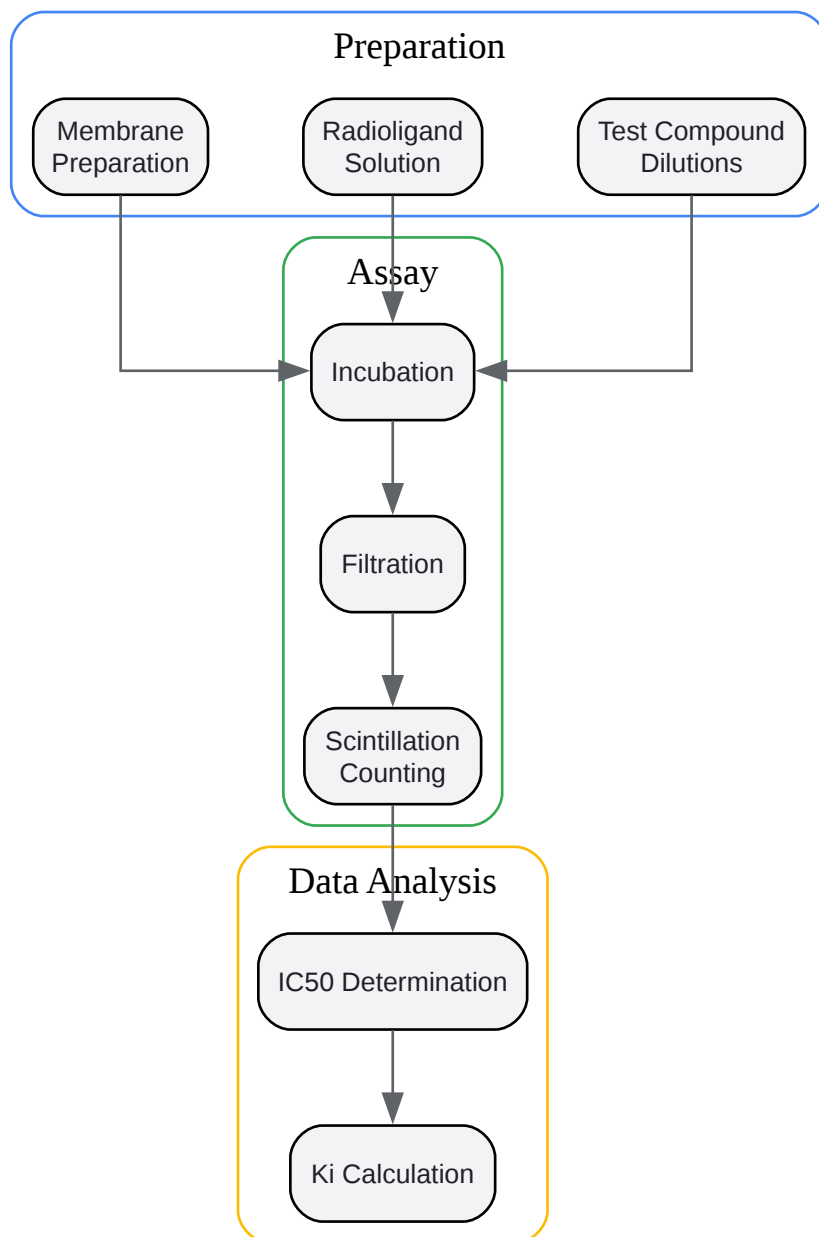 Preparation
Membrane
Preparation
Radioligand
Solution
Test Compound
Dilutions
Assay
Incubation
Filtration
Scintillation
Counting
Data Analysis
IC50 Determination
Ki Calculation